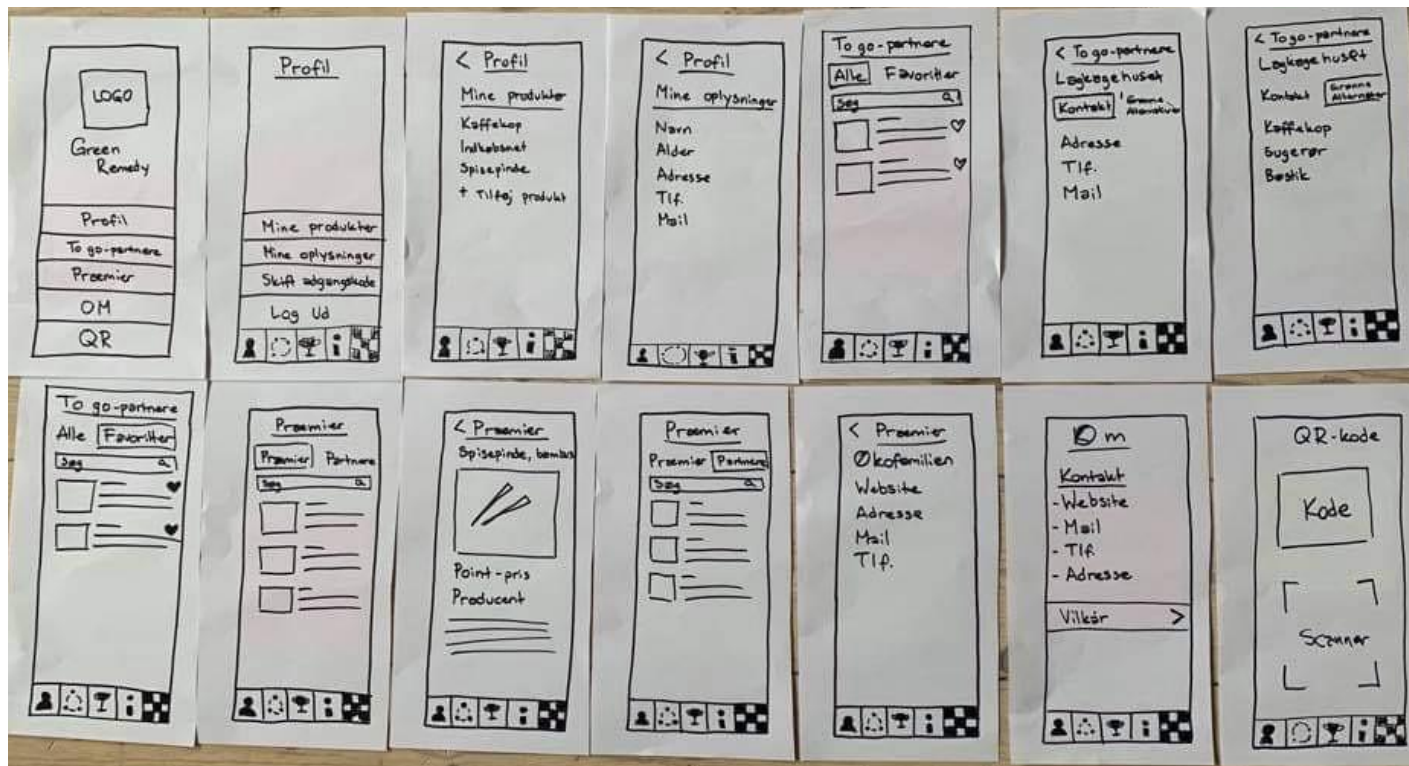 LOGO
Green
Remedy
Profil
To go-partnere
Præmier
OM
QR
Profil
Mine produkter
Mine oplysninger
Skift adgangskode
Log Ud
< Profil
Mine produkter
Kaffekop
Indkøbsnet
Spisepinde
+ Tilføj produkt
< Profil
Mine oplysninger
Navn
Alder
Adresse
Tlf.
Mail
To go-partnere
Alle Favoritter
Søg
< To go-partnere
Lagkagehuset
Kontakt Grønne
Alternativer
Adresse
Tlf.
Mail
< To go-partnere
Lagkagehuset
Kontakt Grønne
Kaffekop
Sugerør
Bestik
To go-partnere
Alle Favoritter
Søg
Præmier
Præmier Partnere
Søg
< Præmier
Spisepinde, bambus
Point-pris
Producent
Præmier
Præmier Partnere
Søg
< Præmier
Økofamilien
Website
Adresse
Mail
Tlf.
Om
Kontakt
- Website
- Mail
- Tlf.
- Adresse
Vilkår >
QR-kode
Kode
Scanner